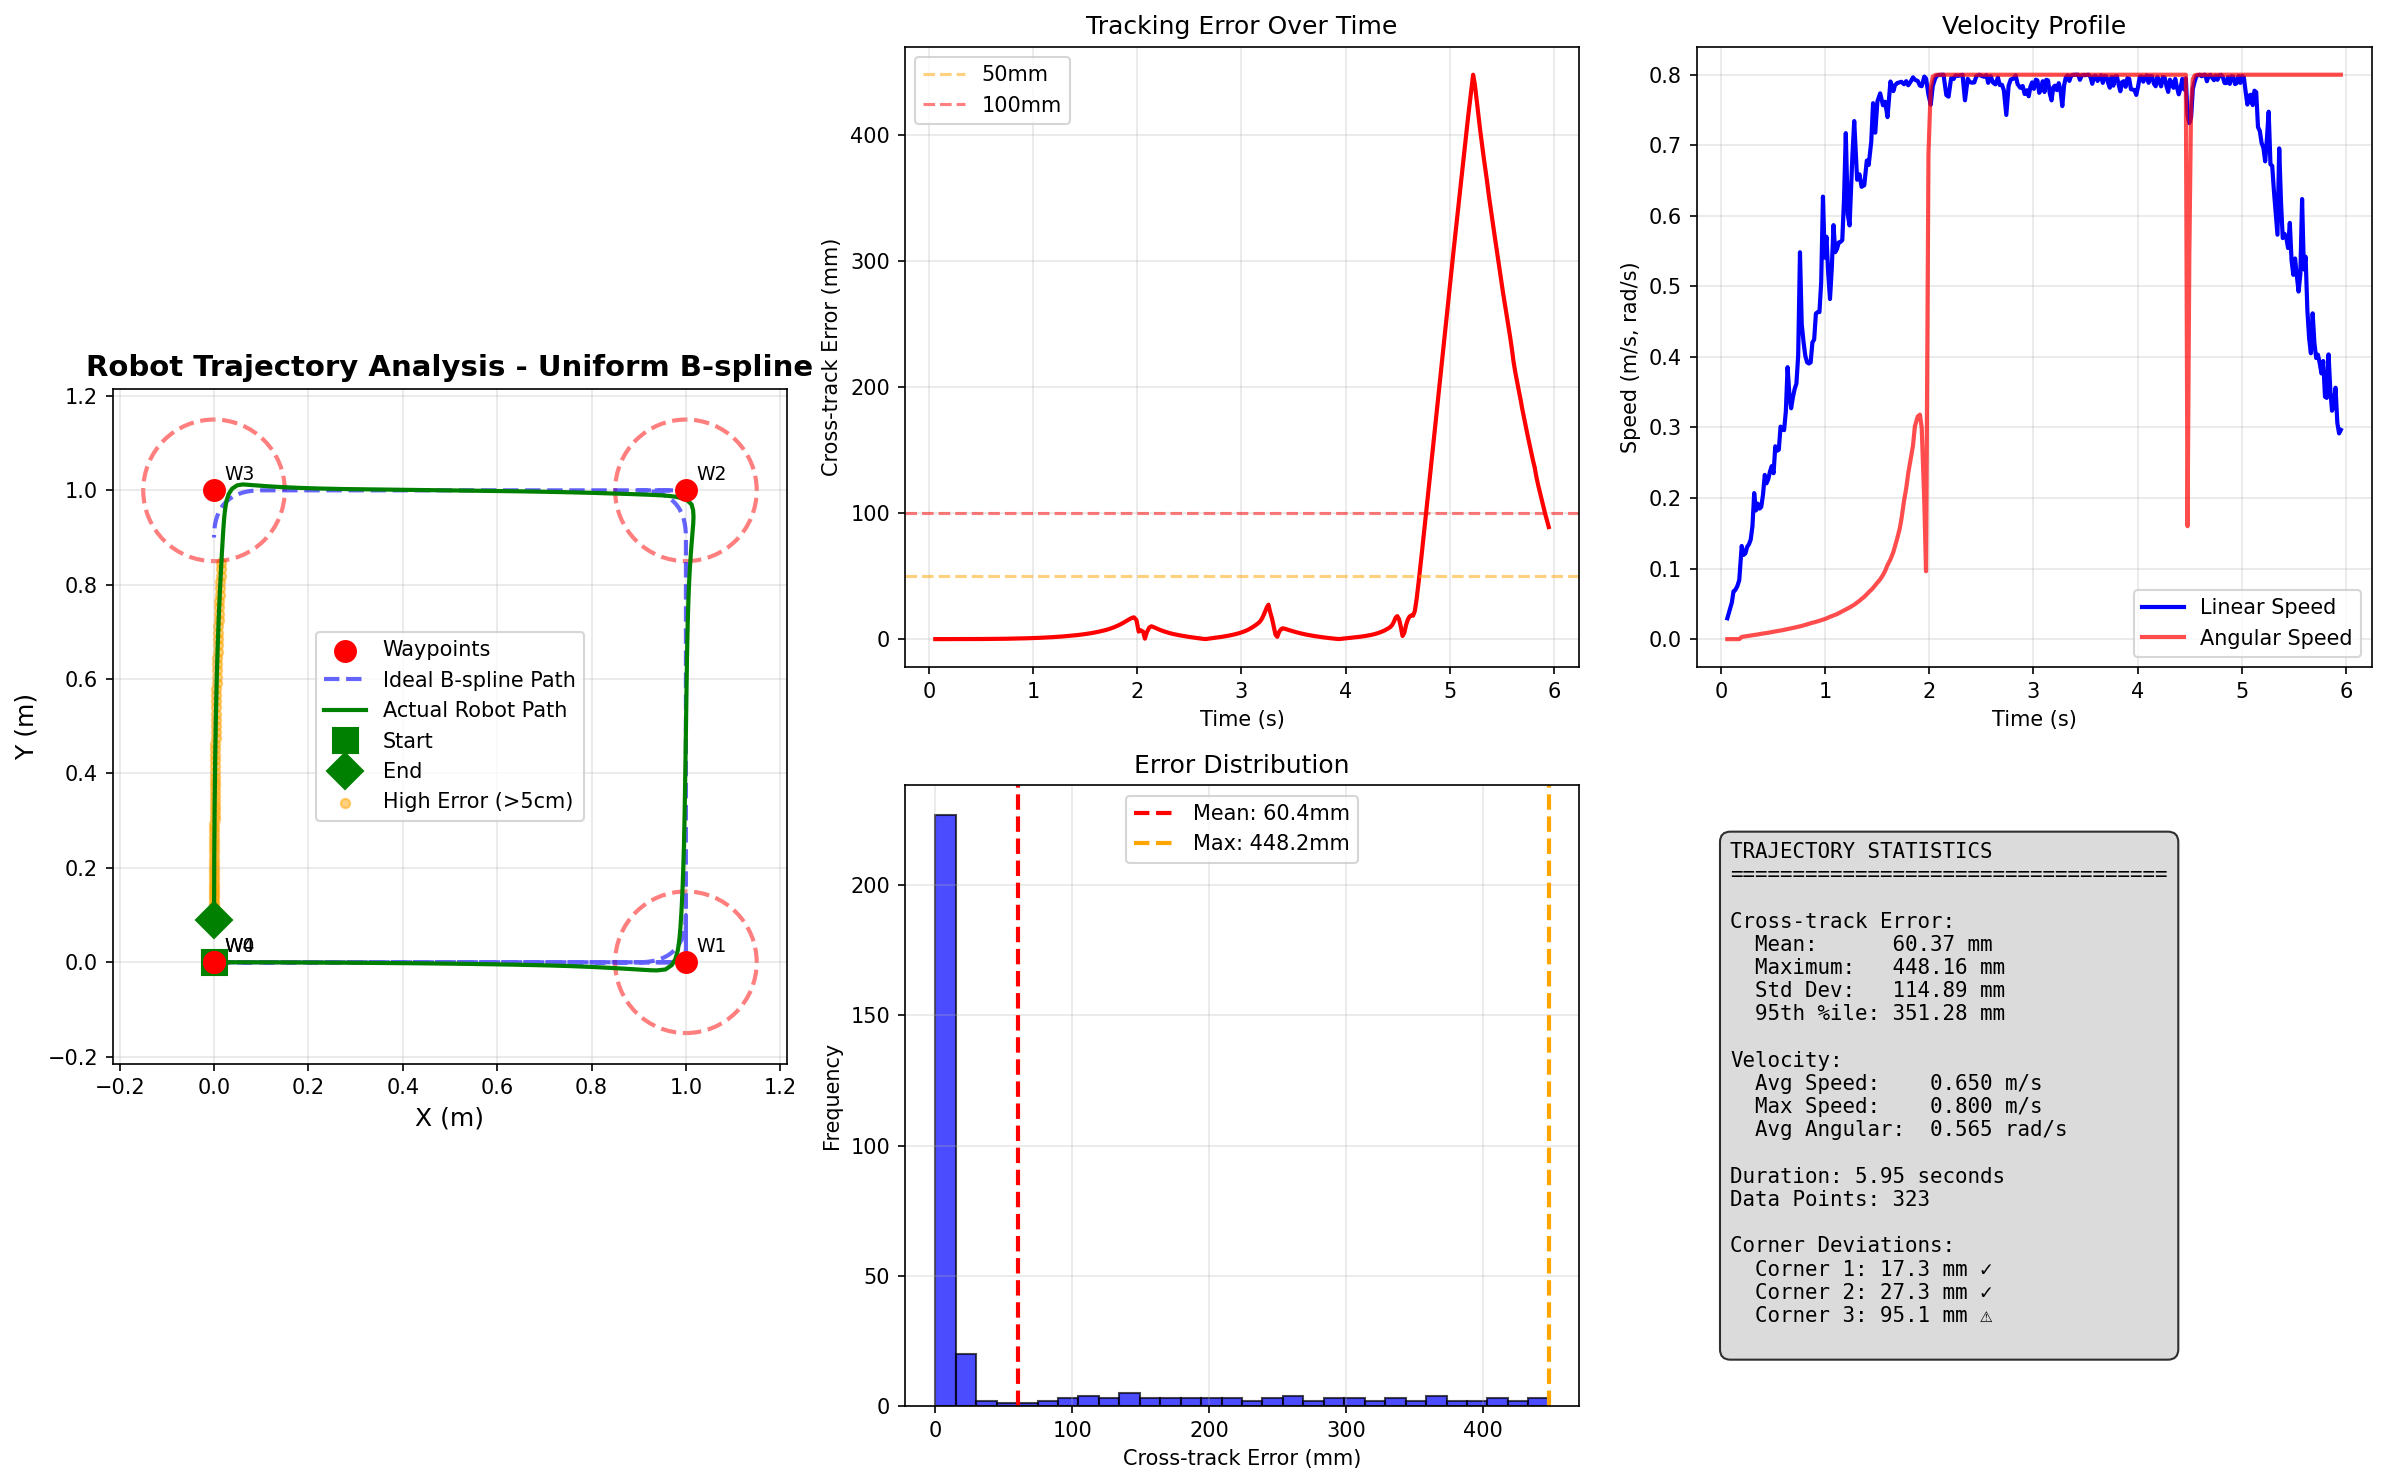 Robot Trajectory Analysis - Uniform B-spline
1.2
1.0
0.8
0.6
0.4
0.2
0.0
−0.2
Y (m)
W3
W2
W0
W4
W1
Waypoints
Ideal B-spline Path
Actual Robot Path
Start
End
High Error (>5cm)
−0.2 0.0 0.2 0.4 0.6 0.8 1.0 1.2
X (m)
Tracking Error Over Time
50mm
100mm
400
300
200
100
0
Cross-track Error (mm)
0 1 2 3 4 5 6
Time (s)
Velocity Profile
0.8
0.7
0.6
0.5
0.4
0.3
0.2
0.1
0.0
Speed (m/s, rad/s)
Linear Speed
Angular Speed
0 1 2 3 4 5 6
Time (s)
Error Distribution
Mean: 60.4mm
Max: 448.2mm
200
150
100
50
0
Frequency
0 100 200 300 400
Cross-track Error (mm)
TRAJECTORY STATISTICS
===================================
Cross-track Error:
Mean: 60.37 mm
Maximum: 448.16 mm
Std Dev: 114.89 mm
95th %ile: 351.28 mm
Velocity:
Avg Speed: 0.650 m/s
Max Speed: 0.800 m/s
Avg Angular: 0.565 rad/s
Duration: 5.95 seconds
Data Points: 323
Corner Deviations:
Corner 1: 17.3 mm ✓
Corner 2: 27.3 mm ✓
Corner 3: 95.1 mm ⚠